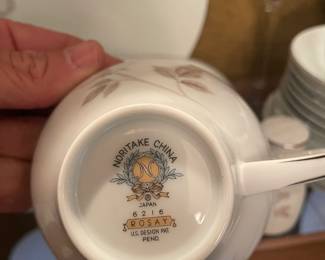 NORITAKE CHINA
N
JAPAN
6216
ROSAY
U.S. DESIGN PAT.
PEND.